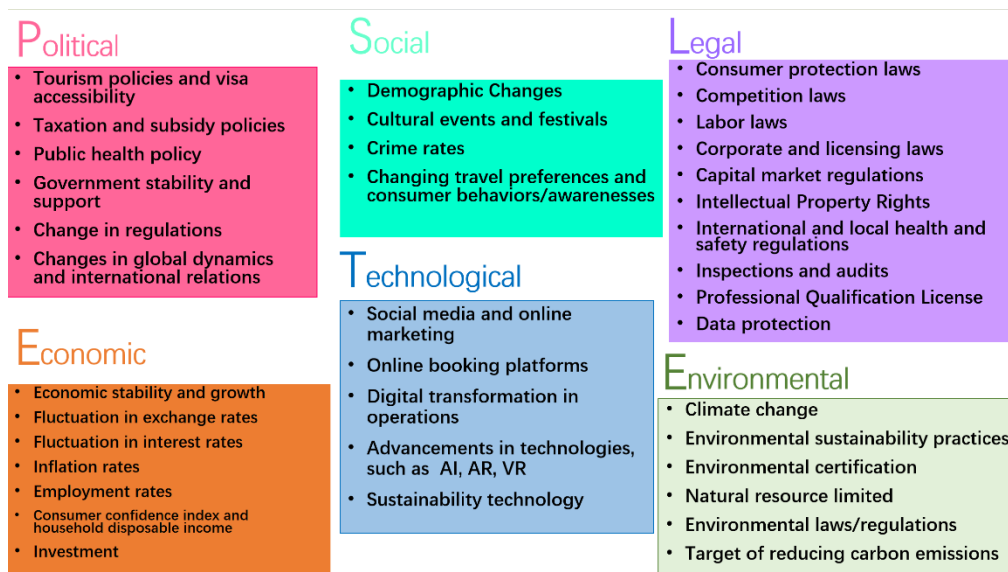 Political
• Tourism policies and visa
accessibility
• Taxation and subsidy policies
• Public health policy
• Government stability and
support
• Change in regulations
• Changes in global dynamics
and international relations
Economic
• Economic stability and growth
• Fluctuation in exchange rates
• Fluctuation in interest rates
• Inflation rates
• Employment rates
• Consumer confidence index and
household disposable income
• Investment
Social
• Demographic Changes
• Cultural events and festivals
• Crime rates
• Changing travel preferences and
consumer behaviors/awarenesses
Technological
• Social media and online
marketing
• Online booking platforms
• Digital transformation in
operations
• Advancements in technologies,
such as AI, AR, VR
• Sustainability technology
Legal
• Consumer protection laws
• Competition laws
• Labor laws
• Corporate and licensing laws
• Capital market regulations
• Intellectual Property Rights
• International and local health and
safety regulations
• Inspections and audits
• Professional Qualification License
• Data protection
Environmental
• Climate change
• Environmental sustainability practices
• Environmental certification
• Natural resource limited
• Environmental laws/regulations
• Target of reducing carbon emissions